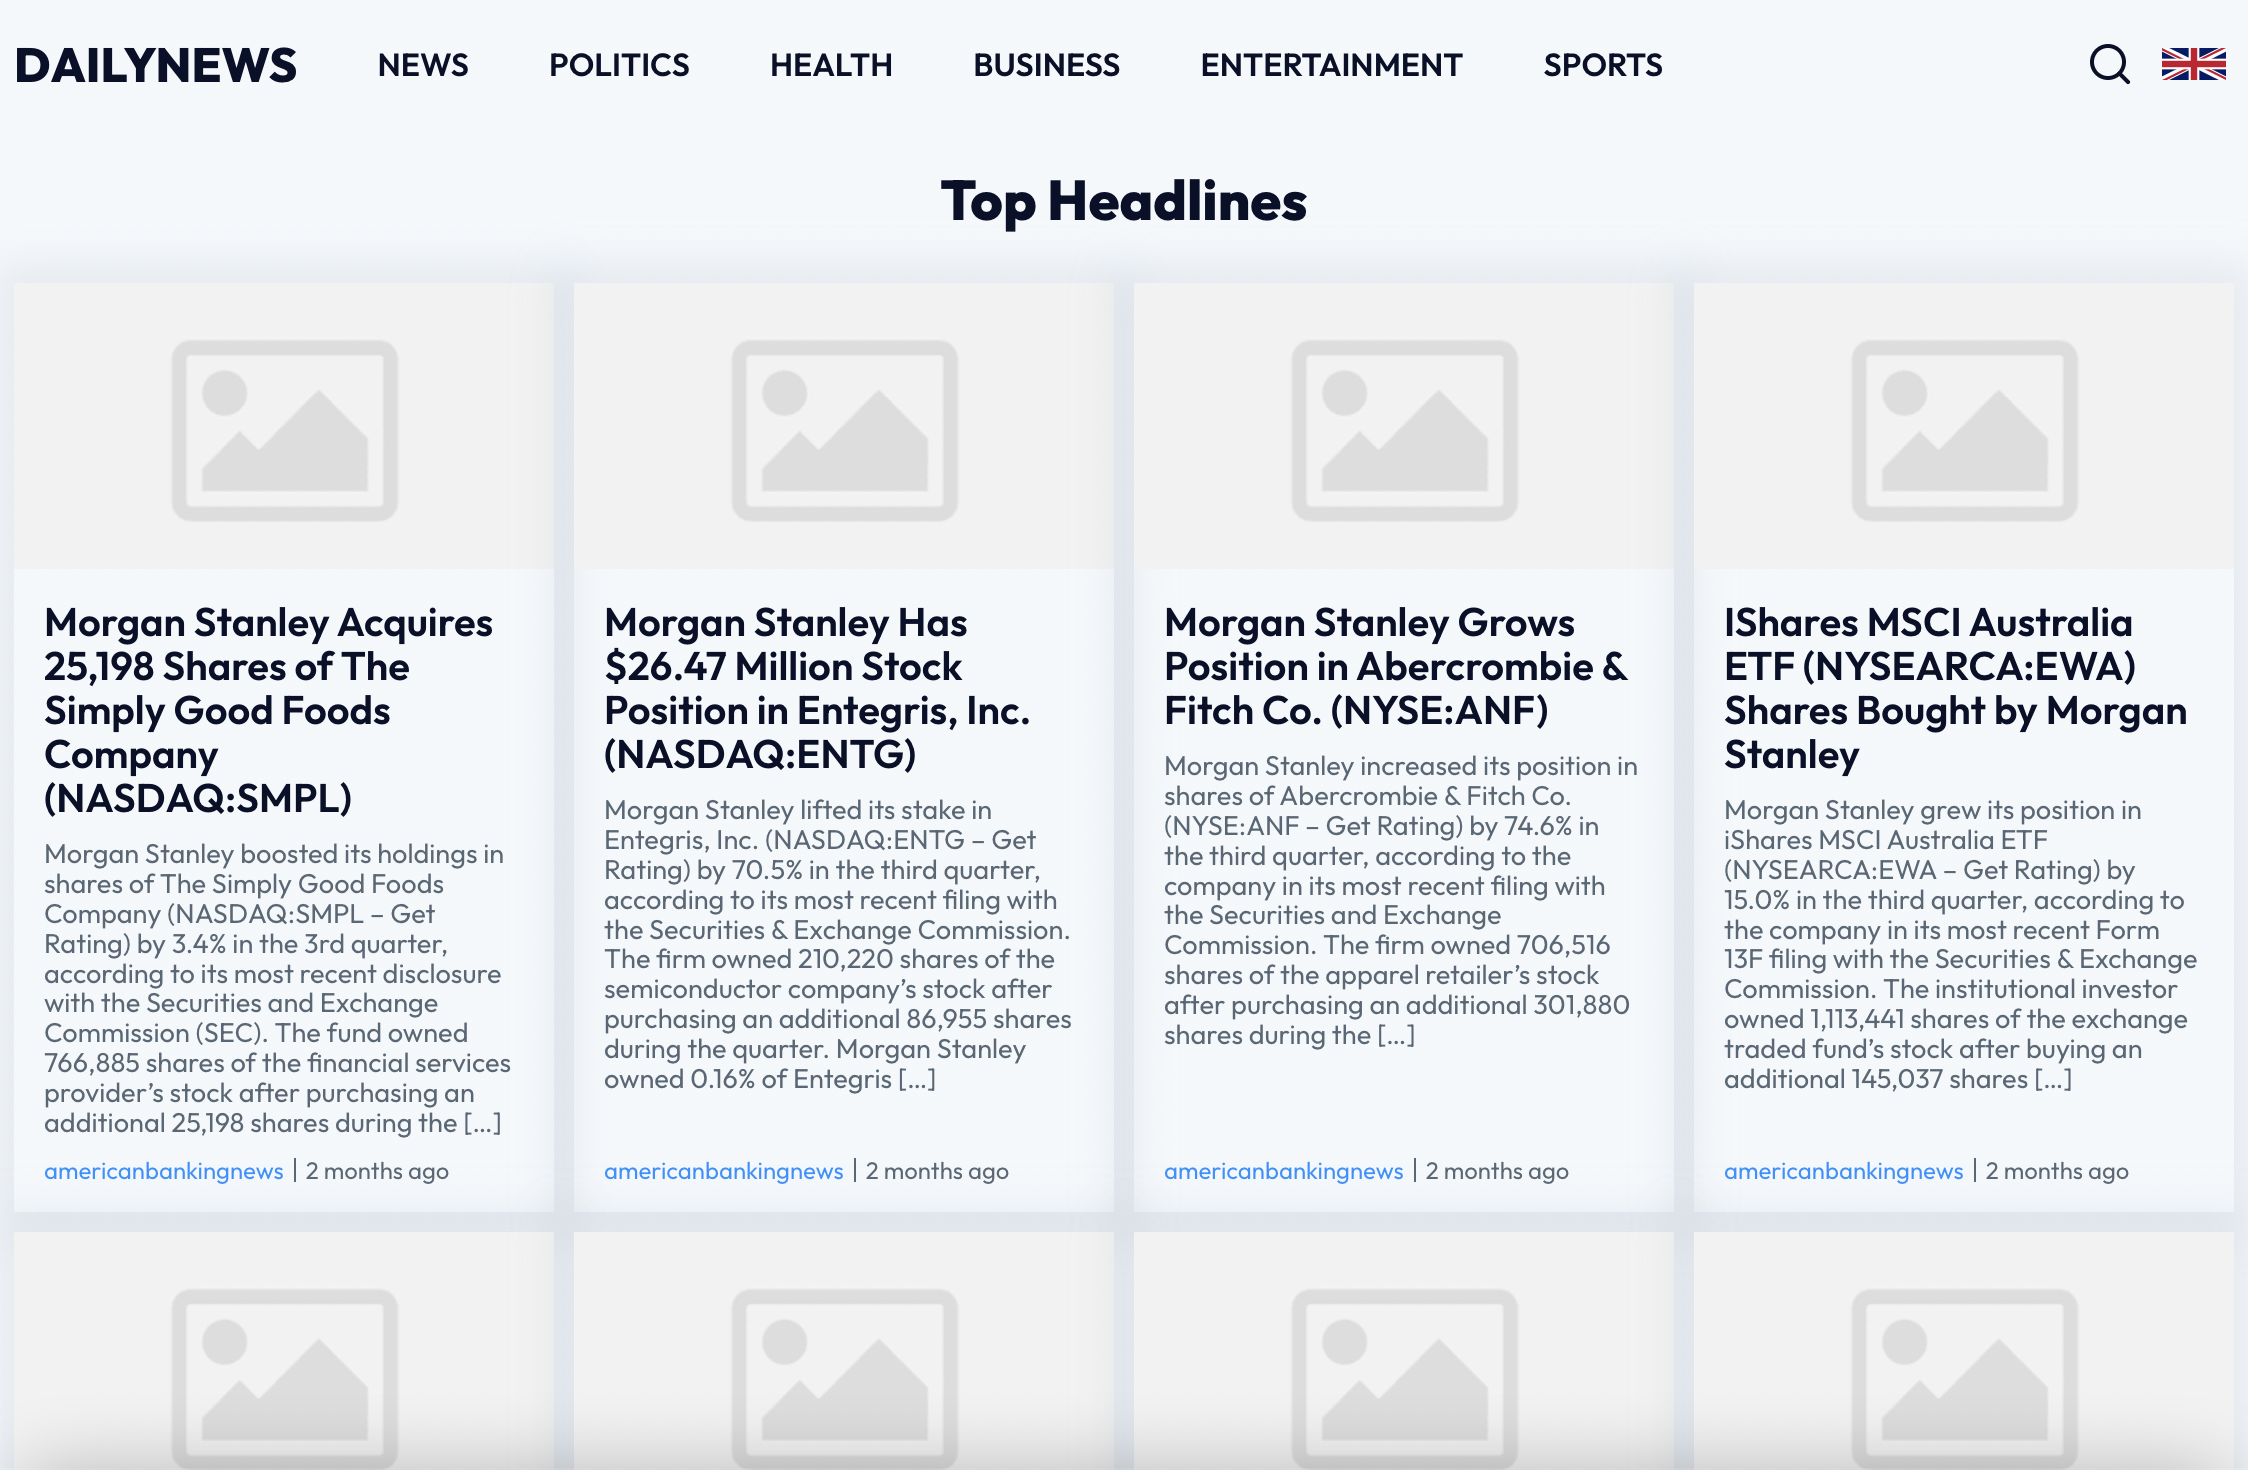 DAILYNEWS NEWS POLITICS HEALTH BUSINESS ENTERTAINMENT SPORTS
Top Headlines
Morgan Stanley Acquires
25,198 Shares of The
Simply Good Foods
Company
(NASDAQ:SMPL)
Morgan Stanley boosted its holdings in
shares of The Simply Good Foods
Company (NASDAQ:SMPL – Get
Rating) by 3.4% in the 3rd quarter,
according to its most recent disclosure
with the Securities and Exchange
Commission (SEC). The fund owned
766,885 shares of the financial services
provider’s stock after purchasing an
additional 25,198 shares during the […]
americanbankingnews | 2 months ago
Morgan Stanley Has
$26.47 Million Stock
Position in Entegris, Inc.
(NASDAQ:ENTG)
Morgan Stanley lifted its stake in
Entegris, Inc. (NASDAQ:ENTG – Get
Rating) by 70.5% in the third quarter,
according to its most recent filing with
the Securities & Exchange Commission.
The firm owned 210,220 shares of the
semiconductor company’s stock after
purchasing an additional 86,955 shares
during the quarter. Morgan Stanley
owned 0.16% of Entegris […]
americanbankingnews | 2 months ago
Morgan Stanley Grows
Position in Abercrombie &
Fitch Co. (NYSE:ANF)
Morgan Stanley increased its position in
shares of Abercrombie & Fitch Co.
(NYSE:ANF – Get Rating) by 74.6% in
the third quarter, according to the
company in its most recent filing with
the Securities and Exchange
Commission. The firm owned 706,516
shares of the apparel retailer’s stock
after purchasing an additional 301,880
shares during the […]
americanbankingnews | 2 months ago
IShares MSCI Australia
ETF (NYSEARCA:EWA)
Shares Bought by Morgan
Stanley
Morgan Stanley grew its position in
iShares MSCI Australia ETF
(NYSEARCA:EWA – Get Rating) by
15.0% in the third quarter, according to
the company in its most recent Form
13F filing with the Securities & Exchange
Commission. The institutional investor
owned 1,113,441 shares of the exchange
traded fund’s stock after buying an
additional 145,037 shares […]
americanbankingnews | 2 months ago